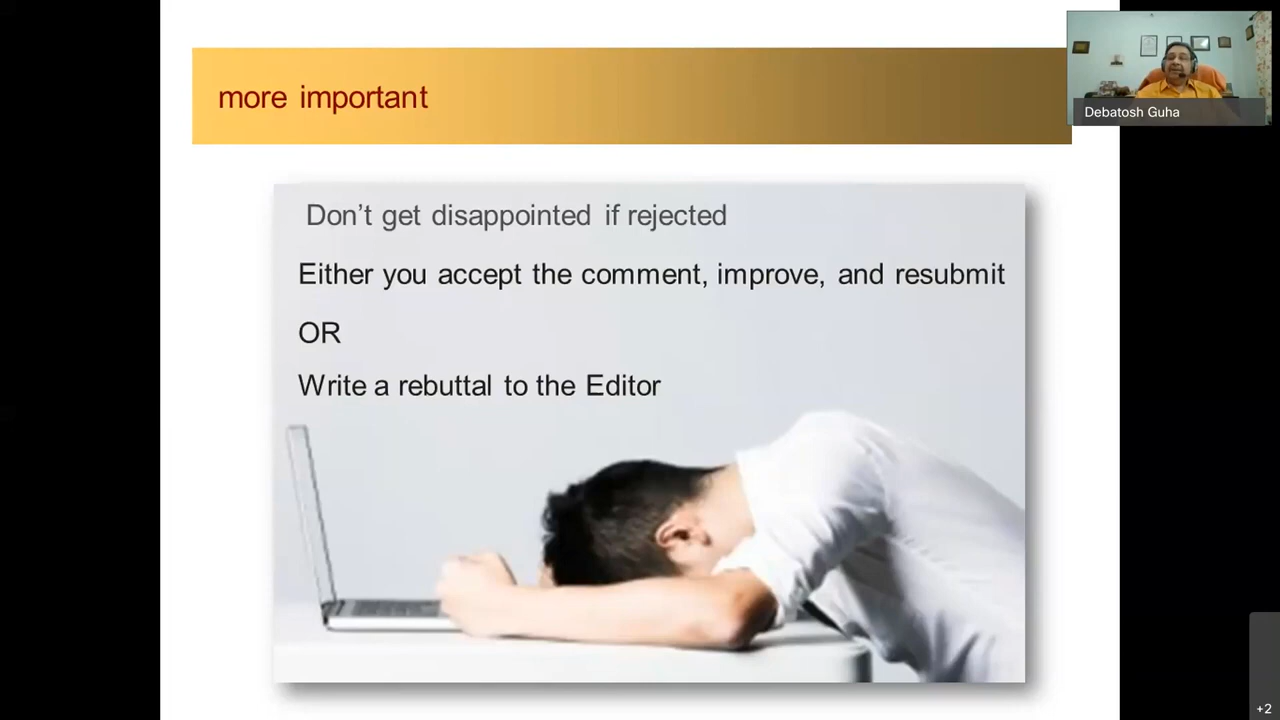 more important
Debatosh Guha
Don’t get disappointed if rejected
Either you accept the comment, improve, and resubmit
OR
Write a rebuttal to the Editor
+2